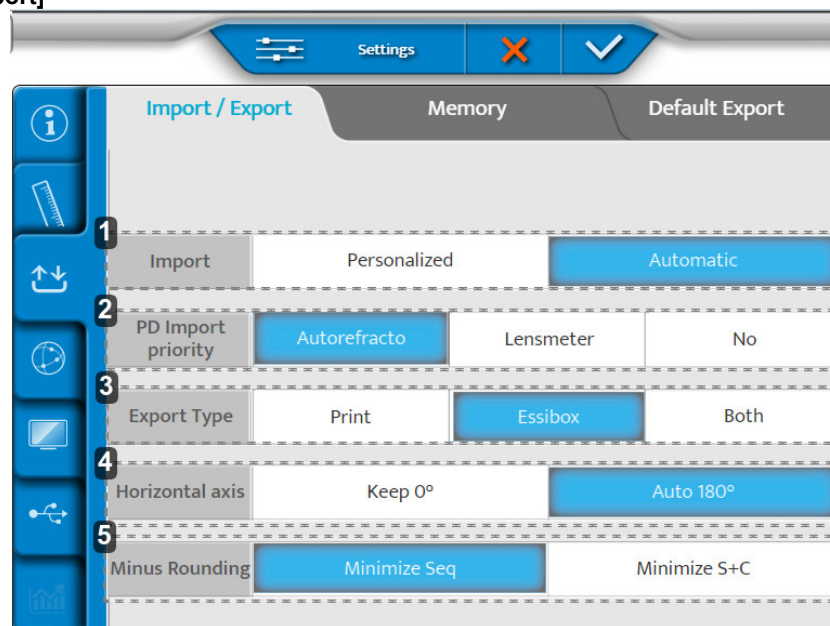 ort]
Settings
Import / Export Memory Default Export
1
Import Personalized Automatic
2
PD Import
priority Autorefracto Lensmeter No
3
Export Type Print Essibox Both
4
Horizontal axis Keep 0° Auto 180°
5
Minus Rounding Minimize Seq Minimize S+C